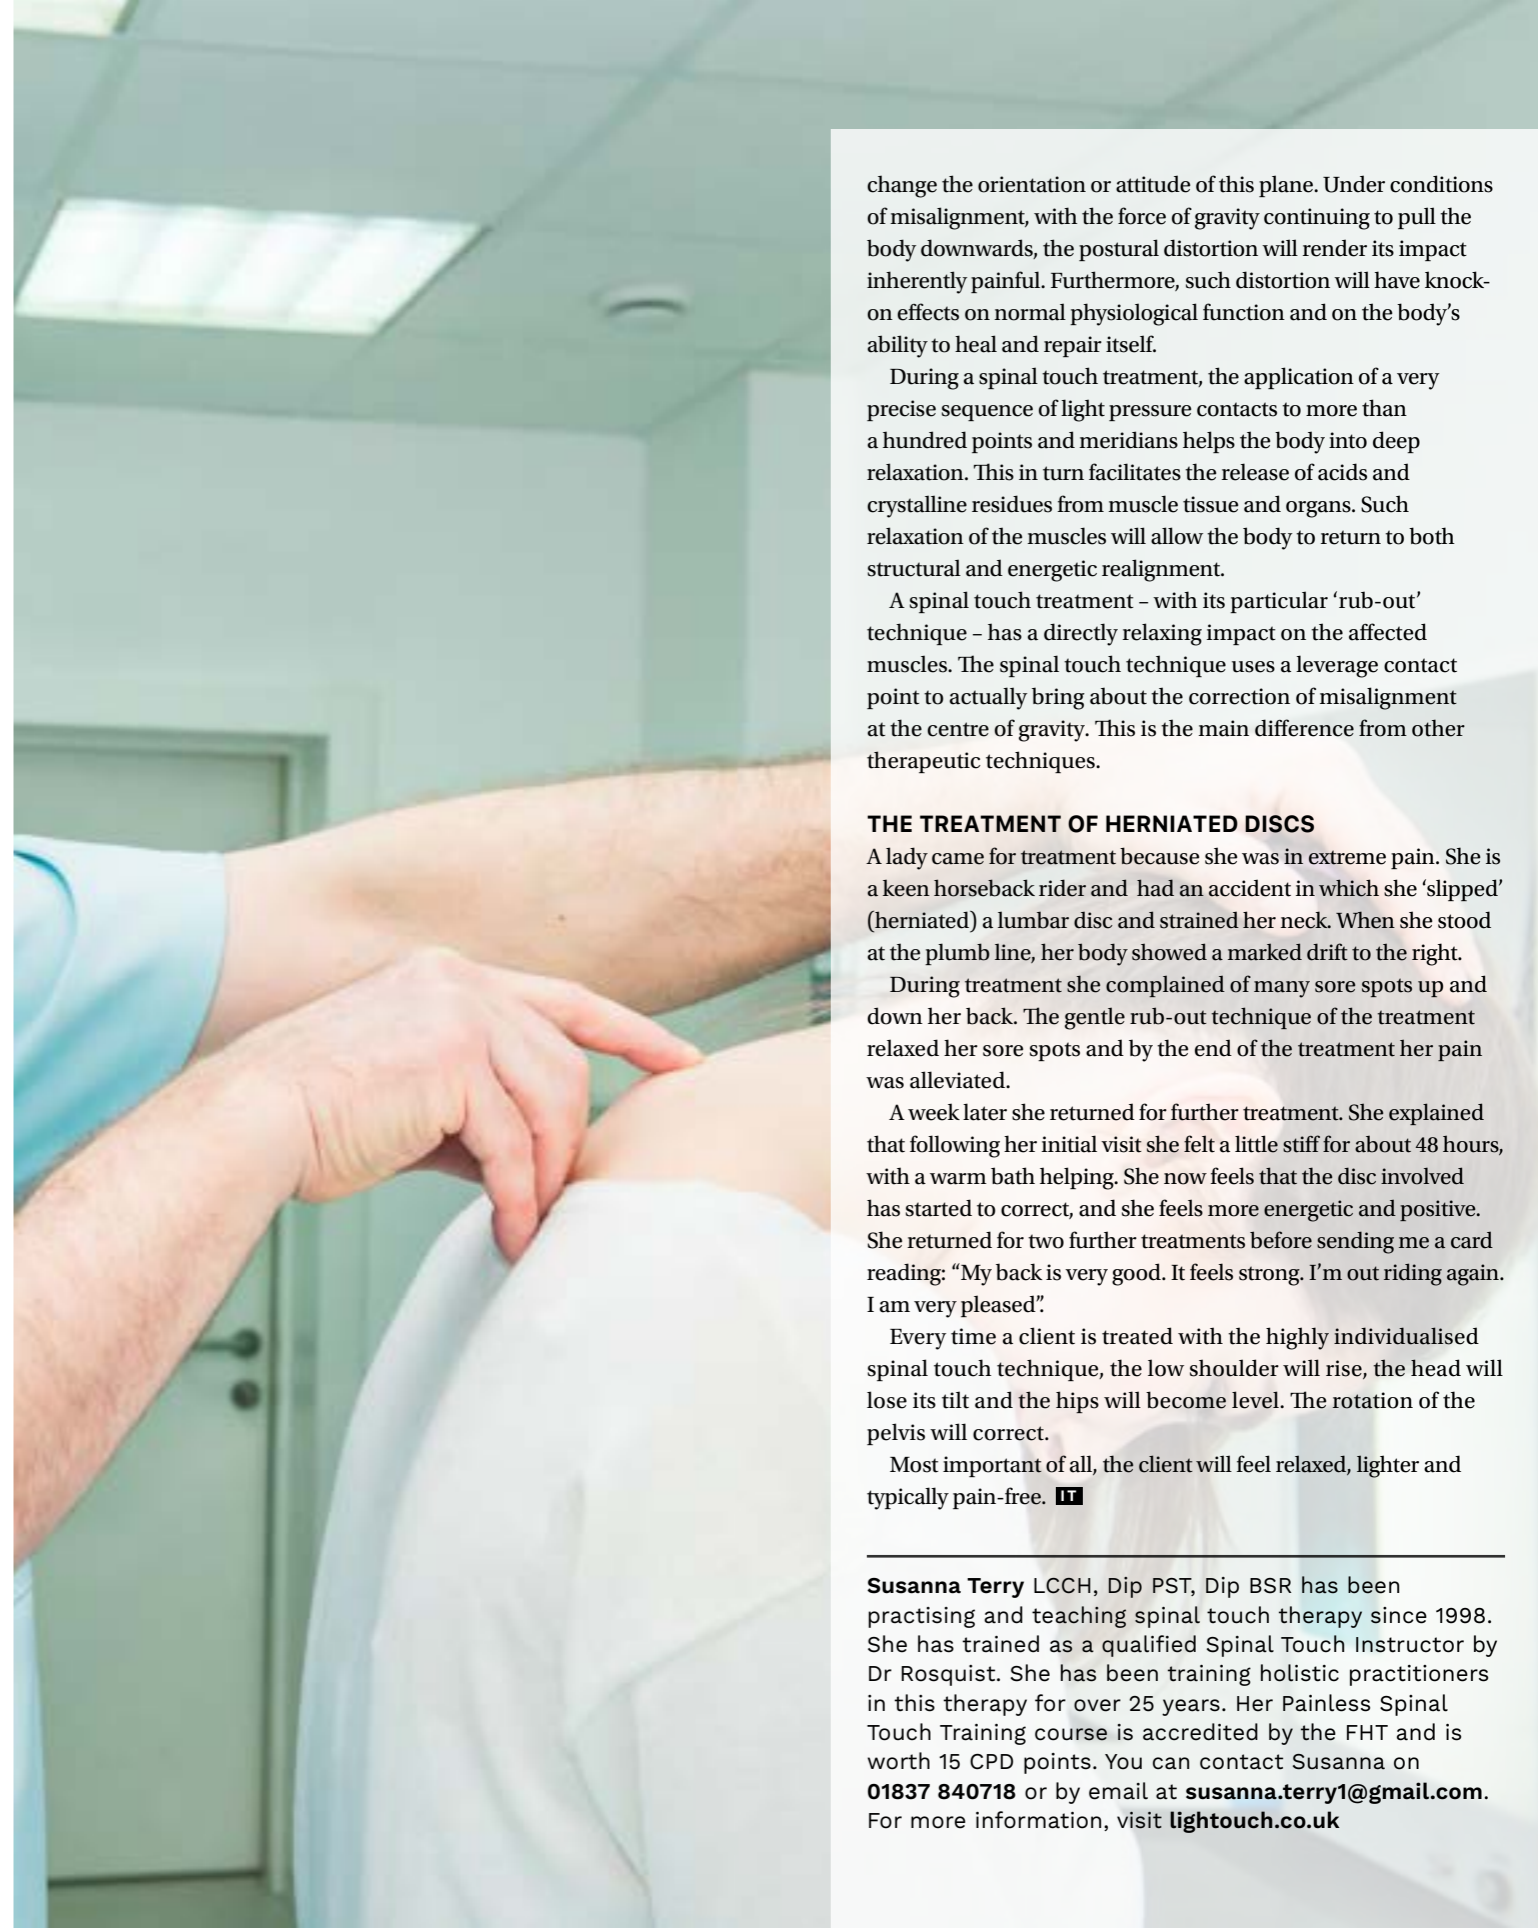 change the orientation or attitude of this plane. Under conditions
of misalignment, with the force of gravity continuing to pull the
body downwards, the postural distortion will render its impact
inherently painful. Furthermore, such distortion will have knock-
on effects on normal physiological function and on the body’s
ability to heal and repair itself.
During a spinal touch treatment, the application of a very
precise sequence of light pressure contacts to more than
a hundred points and meridians helps the body into deep
relaxation. This in turn facilitates the release of acids and
crystalline residues from muscle tissue and organs. Such
relaxation of the muscles will allow the body to return to both
structural and energetic realignment.
A spinal touch treatment – with its particular ‘rub-out’
technique – has a directly relaxing impact on the affected
muscles. The spinal touch technique uses a leverage contact
point to actually bring about the correction of misalignment
at the centre of gravity. This is the main difference from other
therapeutic techniques.
THE TREATMENT OF HERNIATED DISCS
A lady came for treatment because she was in extreme pain. She is
a keen horseback rider and had an accident in which she ‘slipped’
(herniated) a lumbar disc and strained her neck. When she stood
at the plumb line, her body showed a marked drift to the right.
During treatment she complained of many sore spots up and
down her back. The gentle rub-out technique of the treatment
relaxed her sore spots and by the end of the treatment her pain
was alleviated.
A week later she returned for further treatment. She explained
that following her initial visit she felt a little stiff for about 48 hours,
with a warm bath helping. She now feels that the disc involved
has started to correct, and she feels more energetic and positive.
She returned for two further treatments before sending me a card
reading: “My back is very good. It feels strong. I’m out riding again.
I am very pleased”.
Every time a client is treated with the highly individualised
spinal touch technique, the low shoulder will rise, the head will
lose its tilt and the hips will become level. The rotation of the
pelvis will correct.
Most important of all, the client will feel relaxed, lighter and
typically pain-free. IT
Susanna Terry LCCH, Dip PST, Dip BSR has been
practising and teaching spinal touch therapy since 1998.
She has trained as a qualified Spinal Touch Instructor by
Dr Rosquist. She has been training holistic practitioners
in this therapy for over 25 years. Her Painless Spinal
Touch Training course is accredited by the FHT and is
worth 15 CPD points. You can contact Susanna on
01837 840718 or by email at susanna.terry1@gmail.com.
For more information, visit lightouch.co.uk